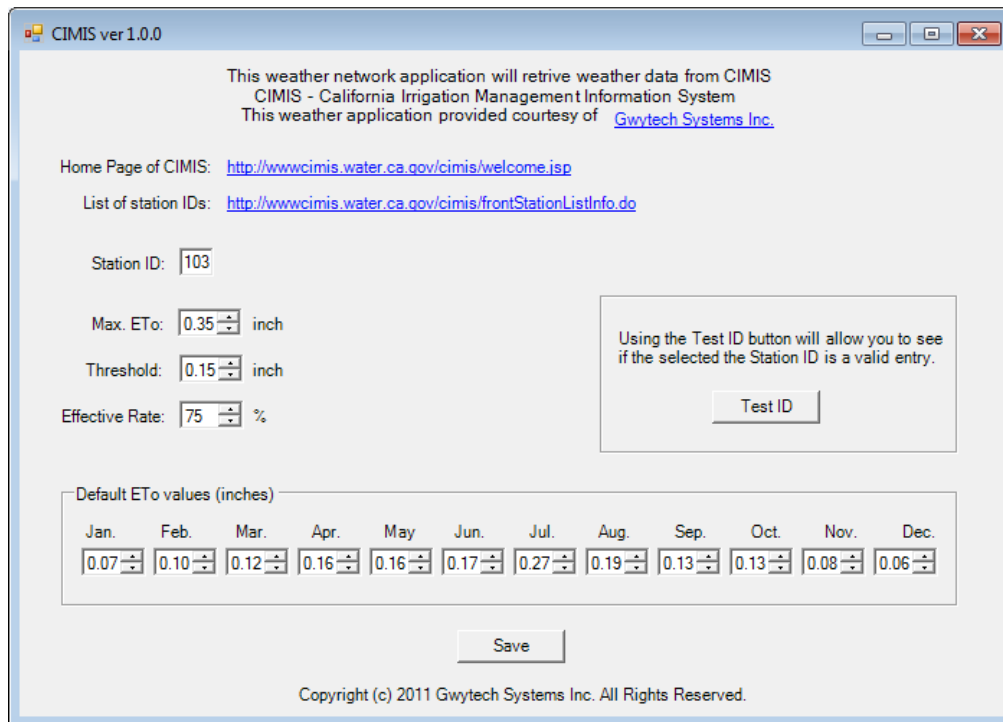 CIMIS ver 1.0.0
This weather network application will retrive weather data from CIMIS
CIMIS - California Irrigation Management Information System
This weather application provided courtesy of Gwytech Systems Inc.
Home Page of CIMIS: http://wwwcimis.water.ca.gov/cimis/welcome.jsp
List of station IDs: http://wwwcimis.water.ca.gov/cimis/frontStationListInfo.do
Station ID: 103
Max. ETo: 0.35 inch
Threshold: 0.15 inch
Effective Rate: 75 %
Using the Test ID button will allow you to see
if the selected the Station ID is a valid entry.
Test ID
Default ETo values (inches)
Jan. Feb. Mar. Apr. May Jun. Jul. Aug. Sep. Oct. Nov. Dec.
0.07 0.10 0.12 0.16 0.16 0.17 0.27 0.19 0.13 0.13 0.08 0.06
Save
Copyright (c) 2011 Gwytech Systems Inc. All Rights Reserved.